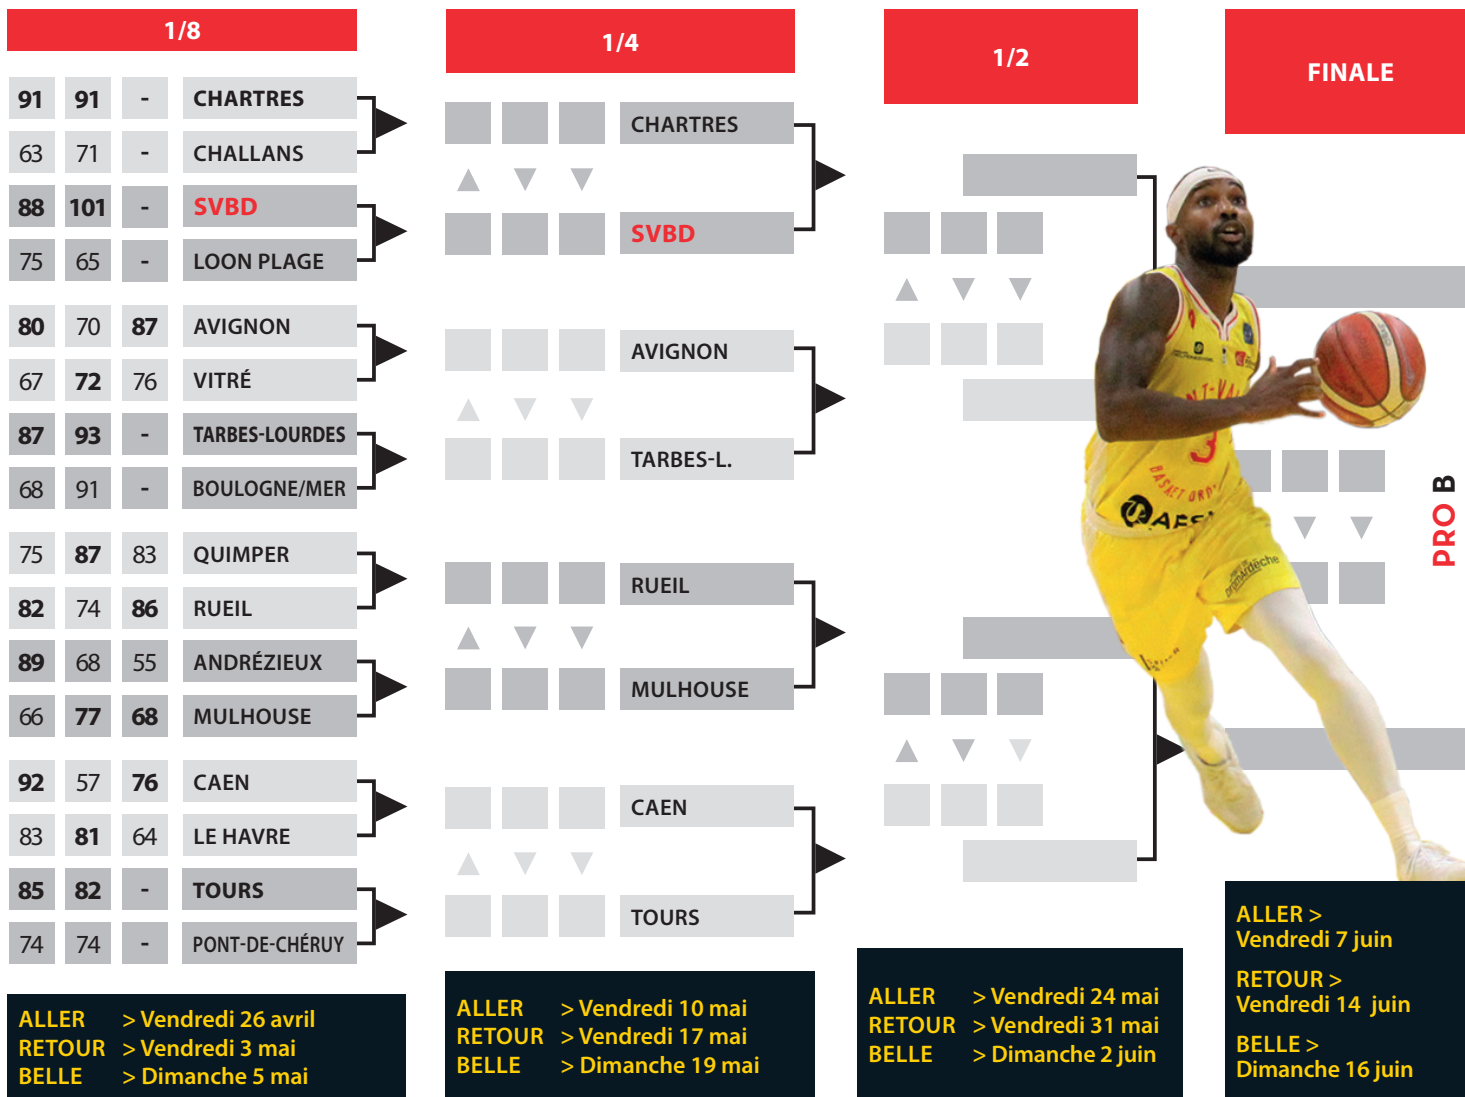 1/8
91 91 - CHARTRES
63 71 - CHALLANS
88 101 - SVBD
75 65 - LOON PLAGE
80 70 87 AVIGNON
67 72 76 VITRÉ
87 93 - TARBES-LOURDES
68 91 - BOULOGNE/MER
75 87 83 QUIMPER
82 74 86 RUEIL
89 68 55 ANDRÉZIEUX
66 77 68 MULHOUSE
92 57 76 CAEN
83 81 64 LE HAVRE
85 82 - TOURS
74 74 - PONT-DE-CHÉRUY
ALLER > Vendredi 26 avril
RETOUR > Vendredi 3 mai
BELLE > Dimanche 5 mai
1/4
CHARTRES
SVBD
AVIGNON
TARBES-L.
RUEIL
MULHOUSE
CAEN
TOURS
ALLER > Vendredi 10 mai
RETOUR > Vendredi 17 mai
BELLE > Dimanche 19 mai
1/2
ALLER > Vendredi 24 mai
RETOUR > Vendredi 31 mai
BELLE > Dimanche 2 juin
FINALE
3
PRO B
ALLER >
Vendredi 7 juin
RETOUR >
Vendredi 14 juin
BELLE >
Dimanche 16 juin